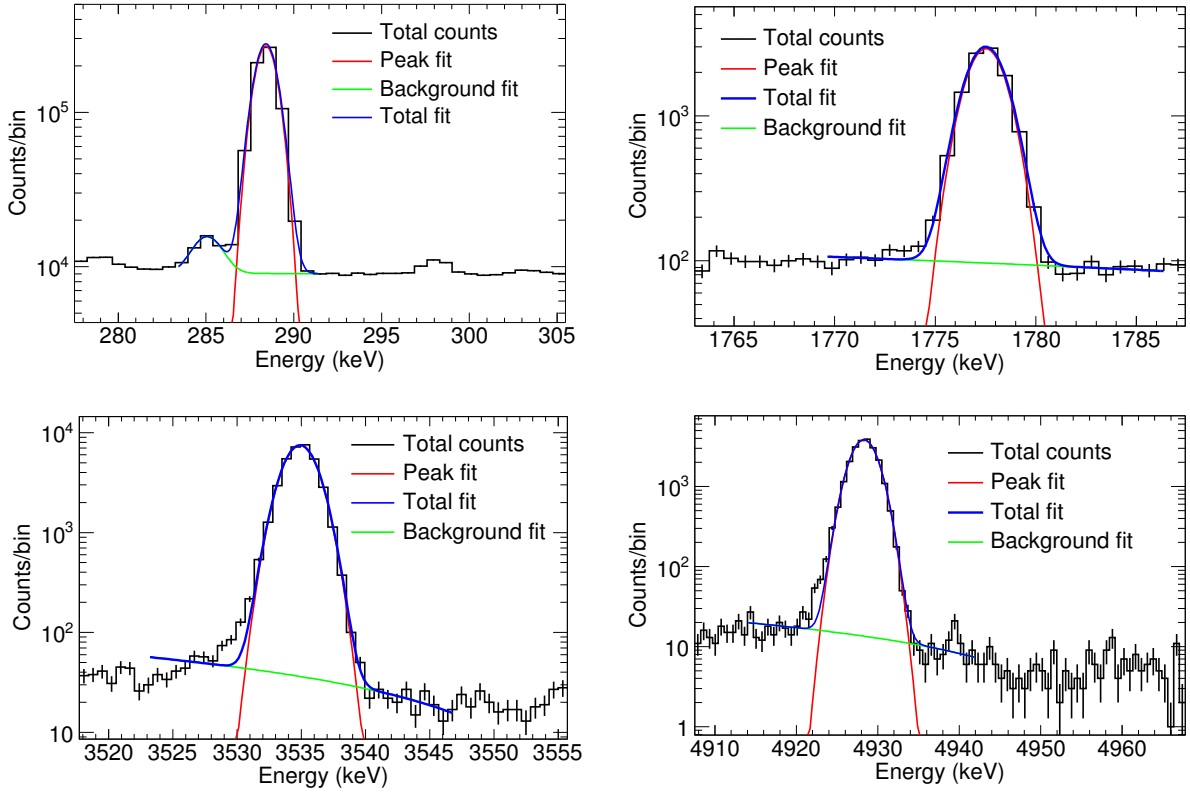 Counts/bin
10^5
10^4
Total counts
Peak fit
Background fit
Total fit
280 285 290 295 300 305
Energy (keV)
Counts/bin
10^3
10^2
Total counts
Peak fit
Total fit
Background fit
1765 1770 1775 1780 1785
Energy (keV)
Counts/bin
10^4
10^3
10^2
10
Total counts
Peak fit
Total fit
Background fit
3520 3525 3530 3535 3540 3545 3550 3555
Energy (keV)
Counts/bin
10^3
10^2
10
1
Total counts
Peak fit
Total fit
Background fit
4910 4920 4930 4940 4950 4960
Energy (keV)